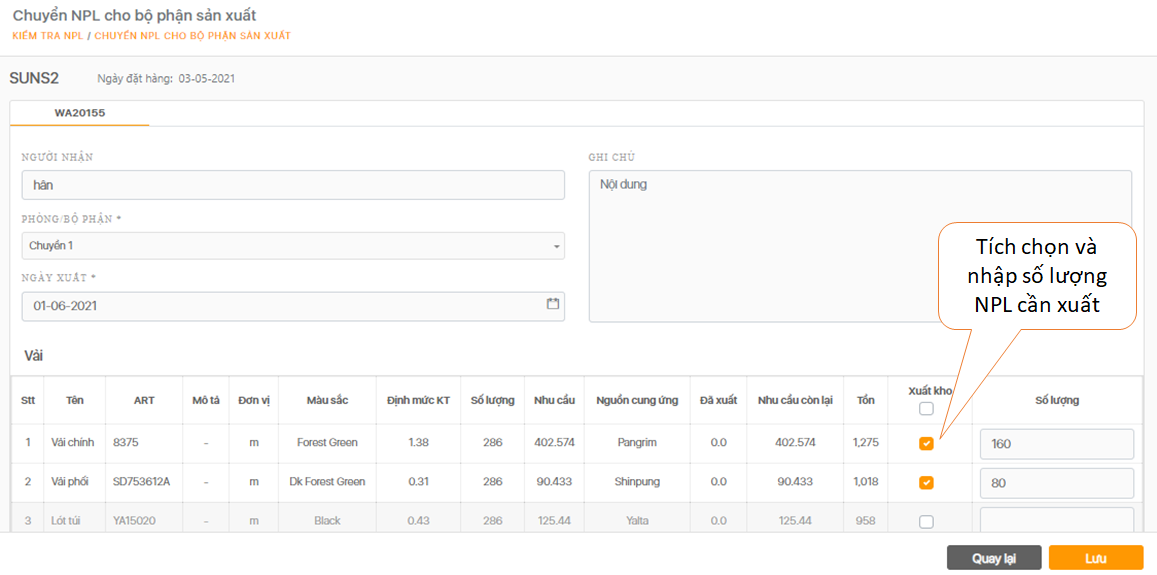 Chuyển NPL cho bộ phận sản xuất
KIỂM TRA NPL / CHUYỂN NPL CHO BỘ PHẬN SẢN XUẤT
SUNS2 Ngày đặt hàng: 03-05-2021
WA20155
NGƯỜI NHẬN
hân
PHÒNG/BỘ PHẬN *
Chuyền 1
NGÀY XUẤT *
01-06-2021
GHI CHÚ
Nội dung
Tích chọn và
nhập số lượng
NPL cần xuất
Vải
Stt Tên ART Mô tả Đơn vị Màu sắc Định mức KT Số lượng Nhu cầu Nguồn cung ứng Đã xuất Nhu cầu còn lại Tồn Xuất kho Số lượng
1 Vải chính 8375 - m Forest Green 1.38 286 402.574 Pangrim 0.0 402.574 1,275 160
2 Vải phối SD753612A - m Dk Forest Green 0.31 286 90.433 Shinpung 0.0 90.433 1,018 80
3 Lót túi YA15020 - m Black 0.43 286 125.44 Yalta 0.0 125.44 958
Quay lại Lưu